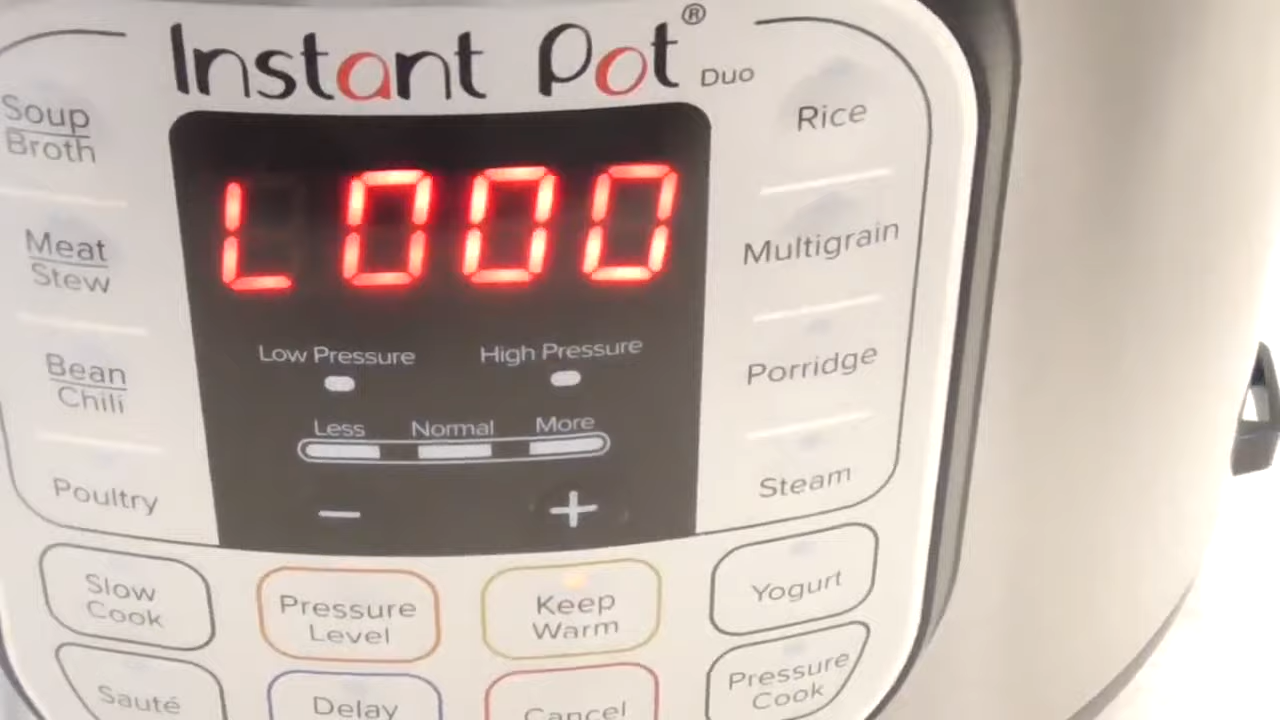 Instant Pot® Duo
Soup
Broth
Meat
Stew
Bean
Chili
Poultry
L000
Low Pressure
High Pressure
Less
Normal
More
−
+
Rice
Multigrain
Porridge
Steam
Slow
Cook
Pressure
Level
Keep
Warm
Yogurt
Sauté
Delay
Cancel
Pressure
Cook